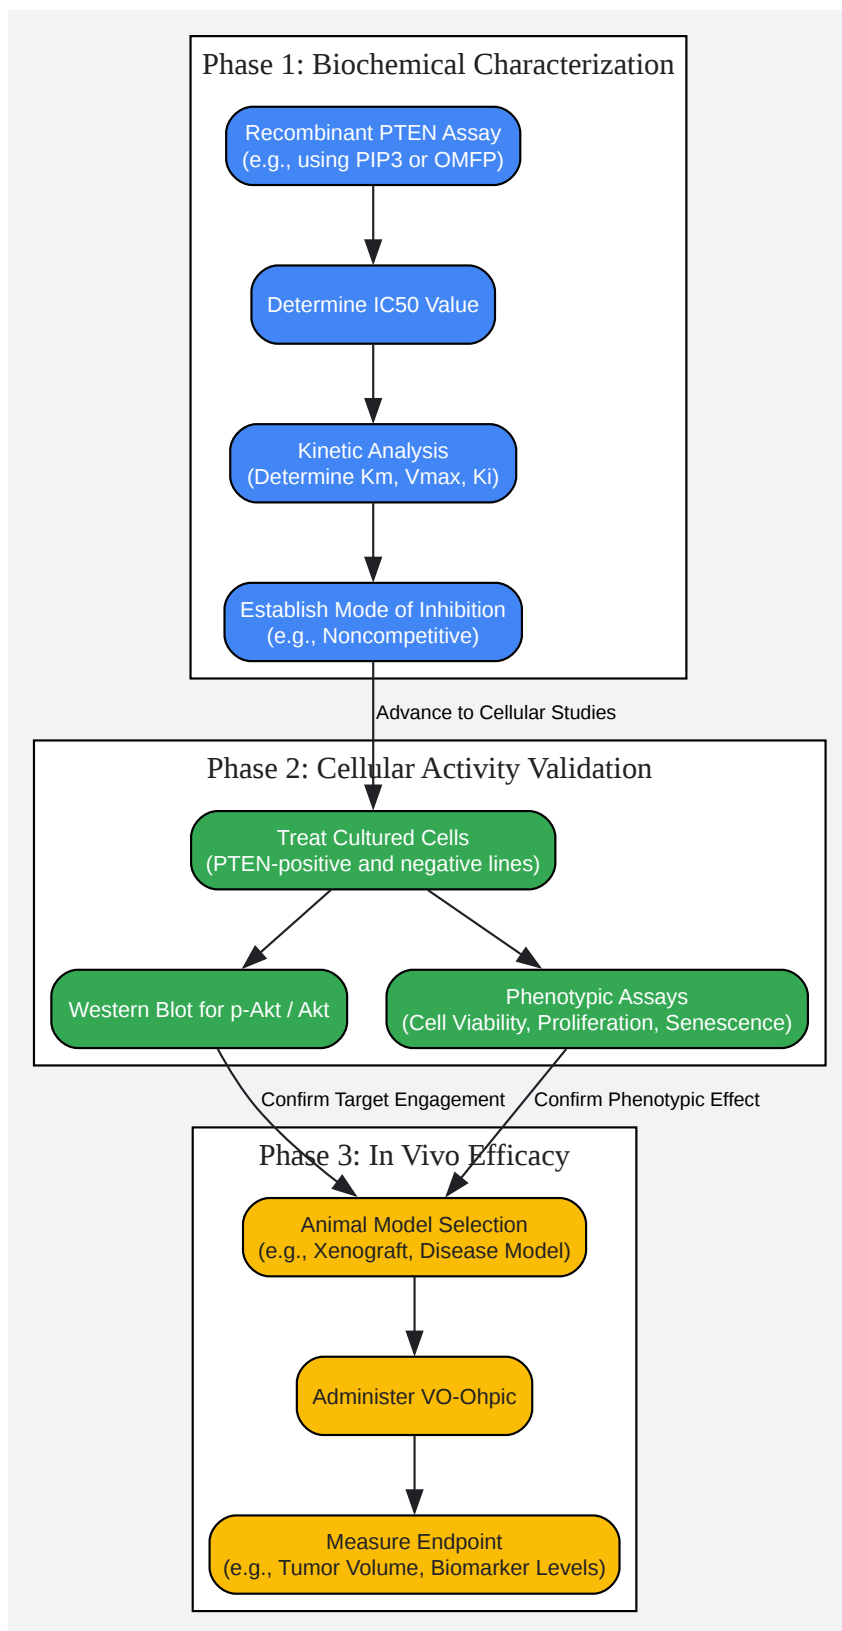 Phase 1: Biochemical Characterization
Recombinant PTEN Assay
(e.g., using PIP3 or OMFP)
Determine IC50 Value
Kinetic Analysis
(Determine Km, Vmax, Ki)
Establish Mode of Inhibition
(e.g., Noncompetitive)
Advance to Cellular Studies
Phase 2: Cellular Activity Validation
Treat Cultured Cells
(PTEN-positive and negative lines)
Western Blot for p-Akt / Akt
Phenotypic Assays
(Cell Viability, Proliferation, Senescence)
Confirm Target Engagement
Confirm Phenotypic Effect
Phase 3: In Vivo Efficacy
Animal Model Selection
(e.g., Xenograft, Disease Model)
Administer VO-Ohpic
Measure Endpoint
(e.g., Tumor Volume, Biomarker Levels)